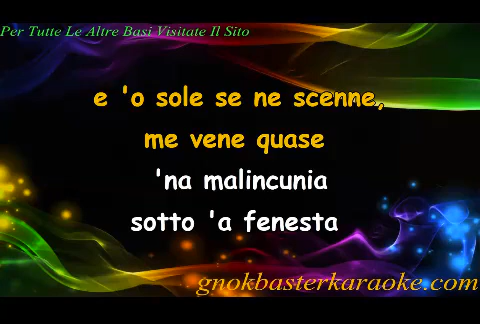 Per Tutte Le Altre Basi Visitate Il Sito
e 'o sole se ne scenne,
me vene quase
'na malincunia
sotto 'a fenesta
gnokbasterkaraoke.com